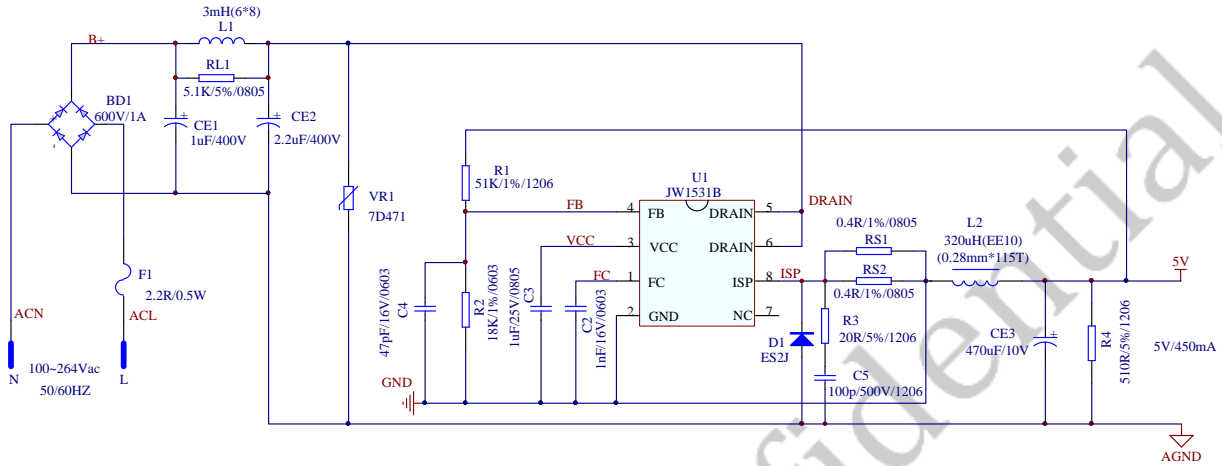 3mH(6*8)
L1
B+
RL1
5.1K/5%/0805
BD1
600V/1A
CE1
1uF/400V
CE2
2.2uF/400V
VR1
7D471
F1
2.2R/0.5W
ACN
ACL
N
100~264Vac
50/60HZ
L
R1
51K/1%/1206
FB
VCC
FC
47pF/16V/0603
C4
R2
18K/1%/0603
1uF/25V/0805
C3
C2
1nF/16V/0603
GND
U1
JW1531B
4
FB
DRAIN
5
3
VCC
DRAIN
6
1
FC
ISP
8
2
GND
NC
7
DRAIN
0.4R/1%/0805
RS1
ISP
RS2
0.4R/1%/0805
L2
320uH(EE10)
(0.28mm*115T)
5V
D1
ES2J
R3
20R/5%/1206
C5
100p/500V/1206
CE3
470uF/10V
R4
510R/5%/1206
5V/450mA
AGND
fidential